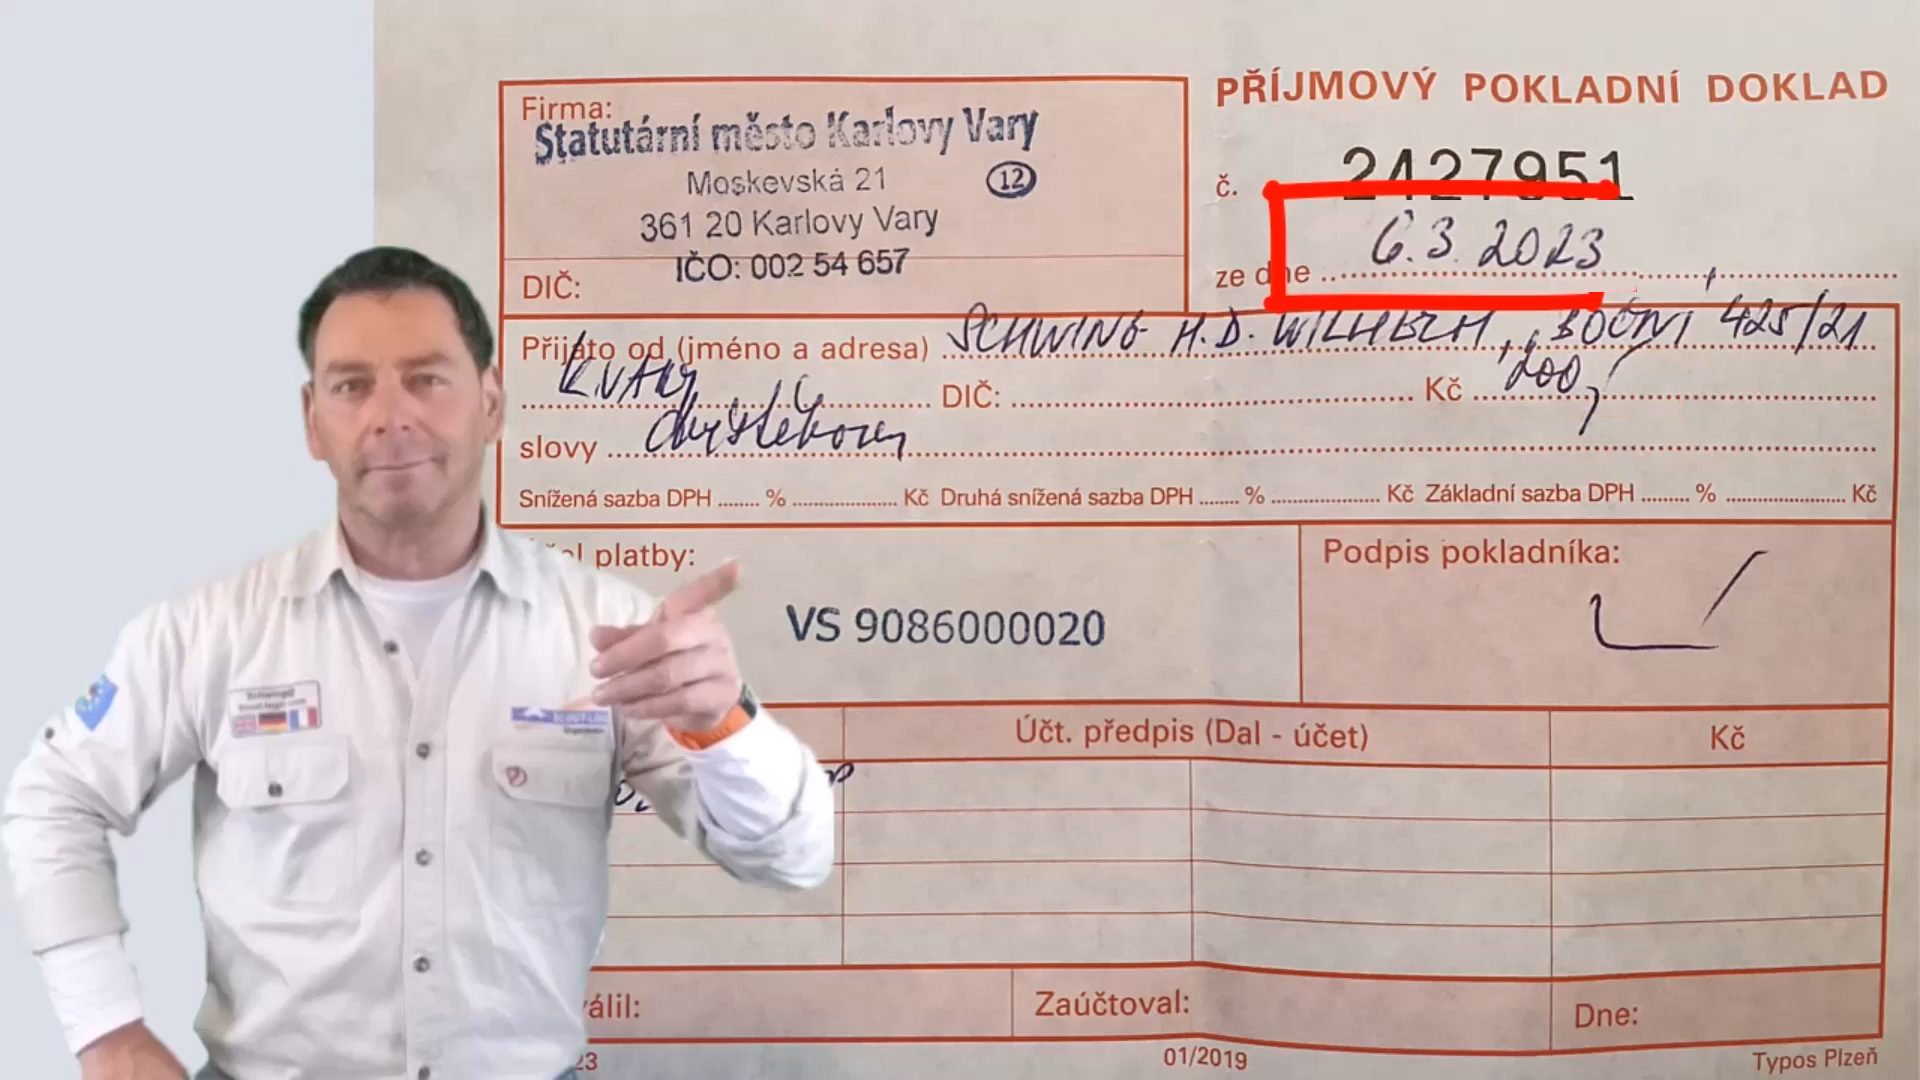 PŘÍJMOVÝ POKLADNÍ DOKLAD
Firma:
Statutární město Karlovy Vary
Moskevská 21
12
361 20 Karlovy Vary
IČO: 002 54 657
DIČ:
č. 2427951
ze dne 6.3.2023
Přijato od (jméno a adresa) SCHWING H.D. WILHELM, BOČNÍ 425/21
K.VARY DIČ: Kč 200,
slovy
Snížená sazba DPH % Kč Druhá snížená sazba DPH % Kč Základní sazba DPH % Kč
platby:
VS 9086000020
Podpis pokladníka:
Účt. předpis (Dal - účet) Kč
válil:
Zaúčtoval:
Dne:
23
01/2019
Typos Plzeň